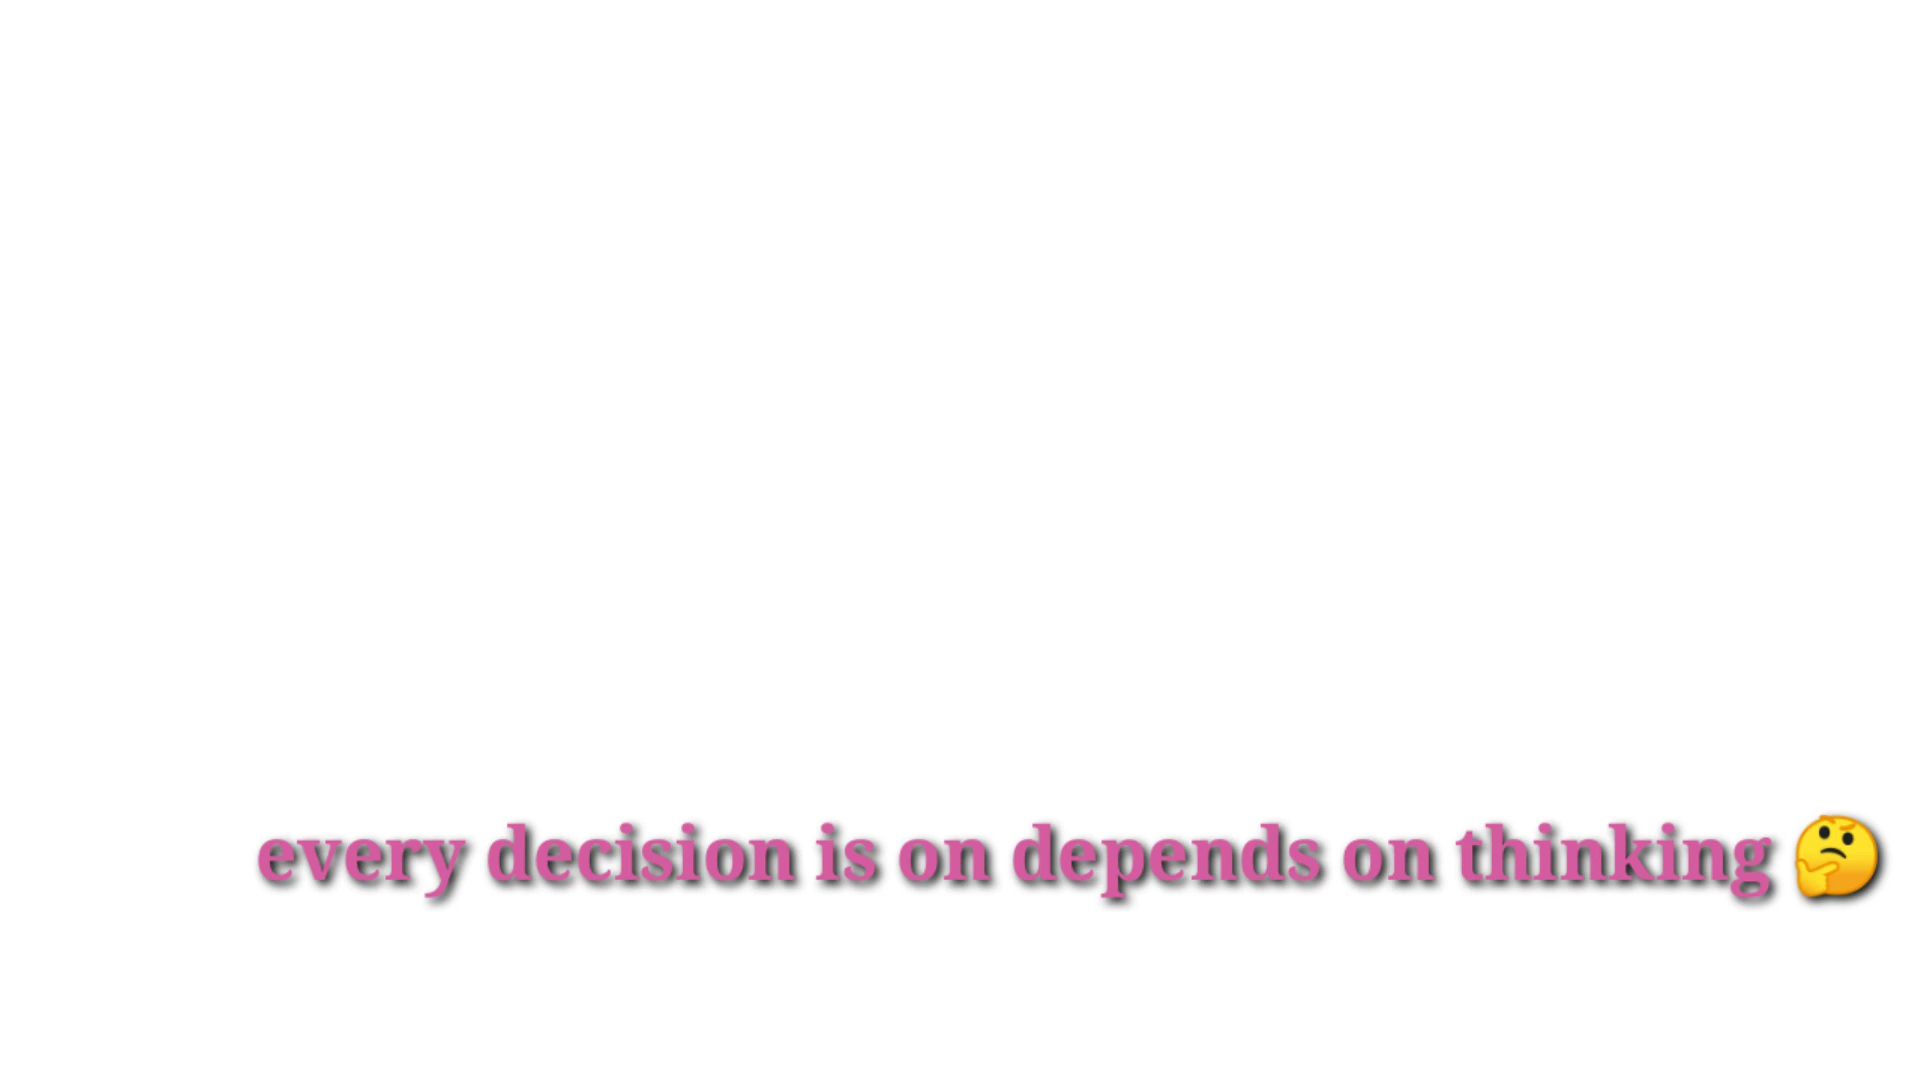 every decision is on depends on thinking 🤔